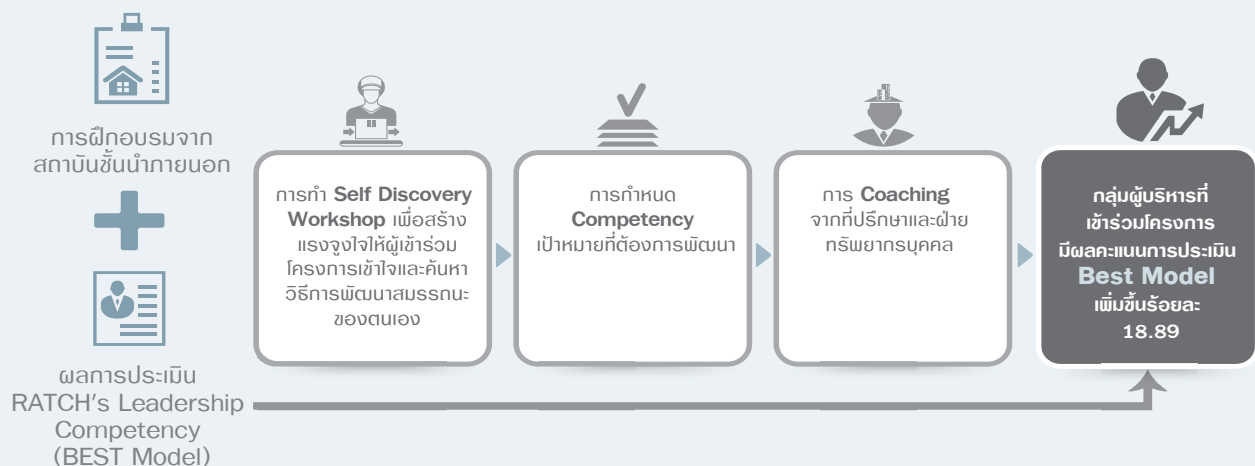 การฝึกอบรมจาก
สถาบันชั้นนำภายนอก
ผลการประเมิน
RATCH's Leadership
Competency
(BEST Model)
การทำ Self Discovery
Workshop เพื่อสร้าง
แรงจูงใจให้ผู้เข้าร่วม
โครงการเข้าใจและค้นหา
วิธีการพัฒนาสมรรถนะ
ของตนเอง
การกำหนด
Competency
เป้าหมายที่ต้องการพัฒนา
การ Coaching
จากที่ปรึกษาและฝ่าย
ทรัพยากรบุคคล
กลุ่มผู้บริหารที่
เข้าร่วมโครงการ
มีผลคะแนนการประเมิน
Best Model
เพิ่มขึ้นร้อยละ
18.89